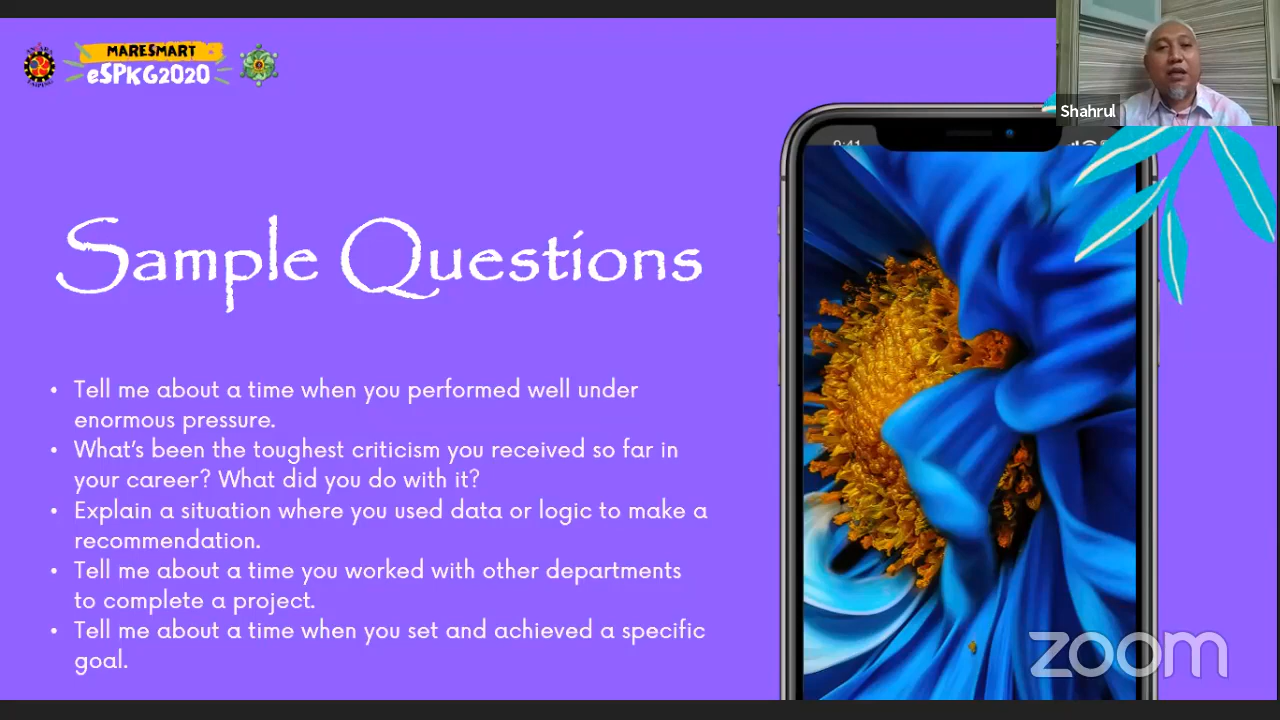 MARESMART
eSPKG2020
Shahrul
9:41
Sample Questions
• Tell me about a time when you performed well under
enormous pressure.
• What's been the toughest criticism you received so far in
your career? What did you do with it?
• Explain a situation where you used data or logic to make a
recommendation.
• Tell me about a time you worked with other departments
to complete a project.
• Tell me about a time when you set and achieved a specific
goal.
zoom